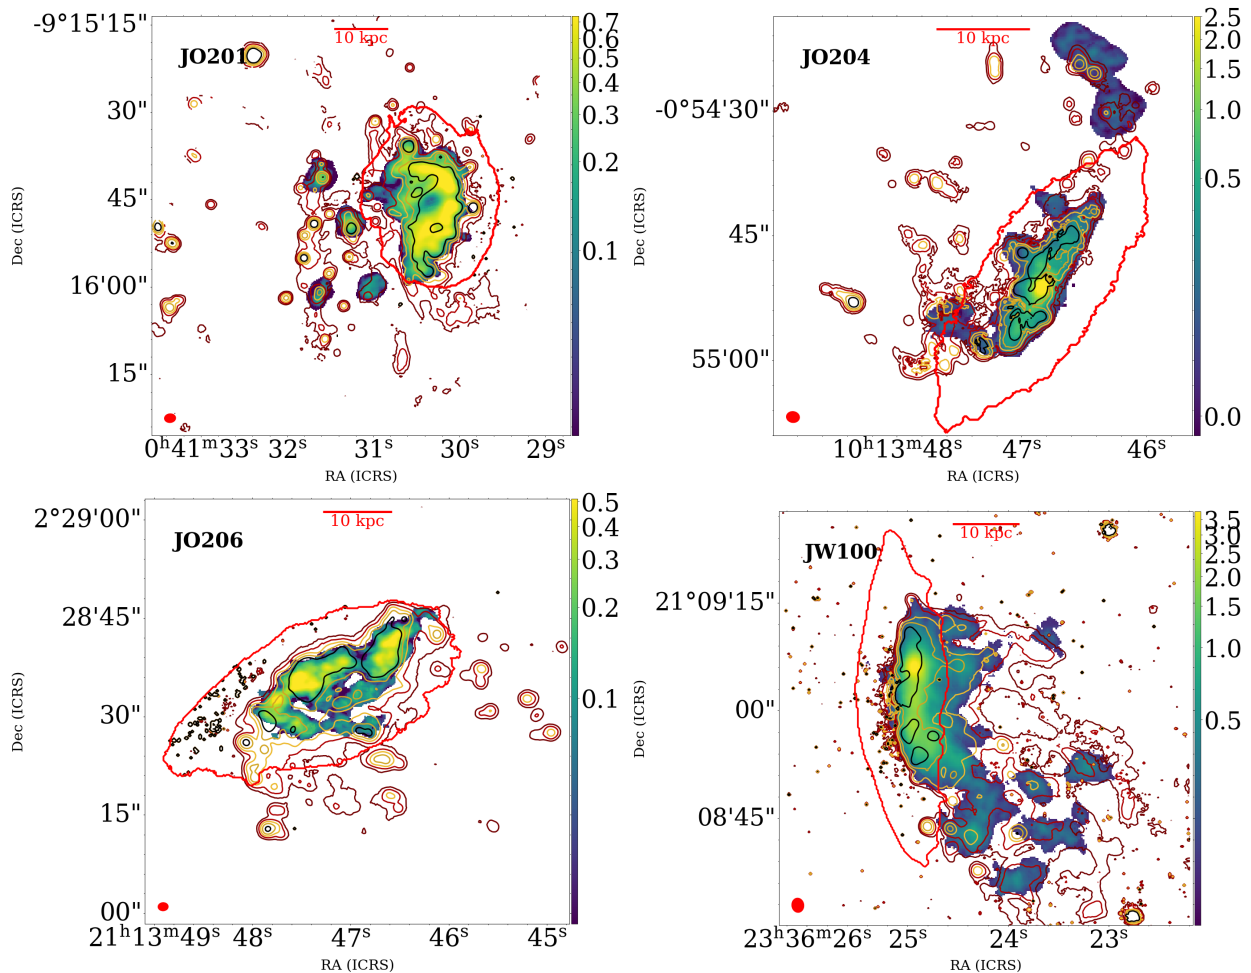 JO201
10 kpc
-9°15'15"
30"
45"
16'00"
15"
0ʰ41ᵐ33ˢ 32ˢ 31ˢ 30ˢ 29ˢ
RA (ICRS)
Dec (ICRS)
0.7
0.6
0.5
0.4
0.3
0.2
0.1
JO204
10 kpc
-0°54'30"
45"
55'00"
10ʰ13ᵐ48ˢ 47ˢ 46ˢ
RA (ICRS)
Dec (ICRS)
2.5
2.0
1.5
1.0
0.5
0.0
JO206
10 kpc
2°29'00"
28'45"
30"
15"
00"
21ʰ13ᵐ49ˢ 48ˢ 47ˢ 46ˢ 45ˢ
RA (ICRS)
Dec (ICRS)
0.5
0.4
0.3
0.2
0.1
JW100
10 kpc
21°09'15"
00"
08'45"
23ʰ36ᵐ26ˢ 25ˢ 24ˢ 23ˢ
RA (ICRS)
Dec (ICRS)
3.5
3.0
2.5
2.0
1.5
1.0
0.5